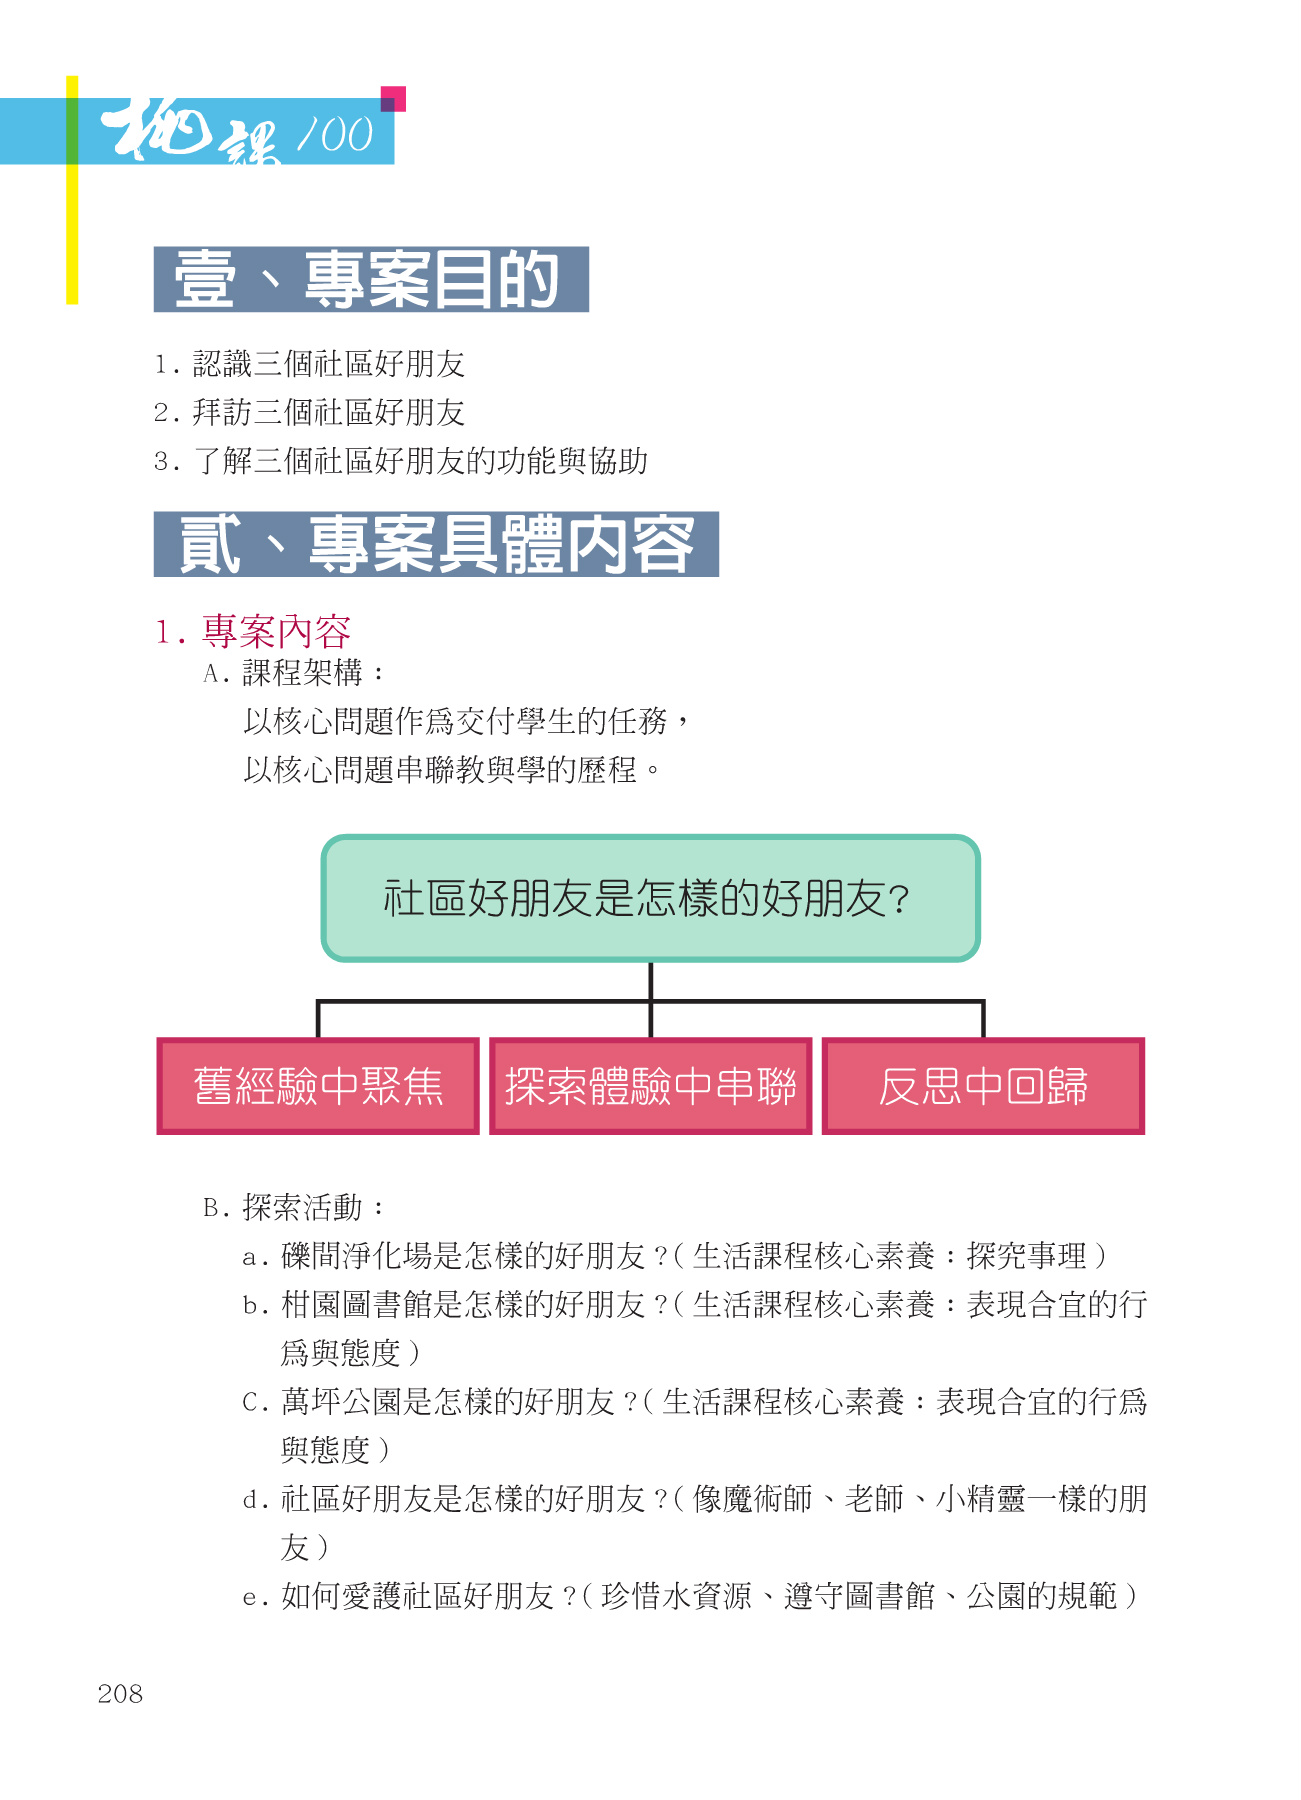 桃課100
壹、專案目的
1. 認識三個社區好朋友
2. 拜訪三個社區好朋友
3. 了解三個社區好朋友的功能與協助
貳、專案具體內容
1. 專案內容
A. 課程架構：
以核心問題作為交付學生的任務，
以核心問題串聯教與學的歷程。
社區好朋友是怎樣的好朋友?
舊經驗中聚焦
探索體驗中串聯
反思中回歸
B. 探索活動：
a. 礫間淨化場是怎樣的好朋友?(生活課程核心素養：探究事理)
b. 柑園圖書館是怎樣的好朋友?(生活課程核心素養：表現合宜的行
為與態度)
C. 萬坪公園是怎樣的好朋友?(生活課程核心素養：表現合宜的行為
與態度)
d. 社區好朋友是怎樣的好朋友?(像魔術師、老師、小精靈一樣的朋
友)
e. 如何愛護社區好朋友?(珍惜水資源、遵守圖書館、公園的規範)
208